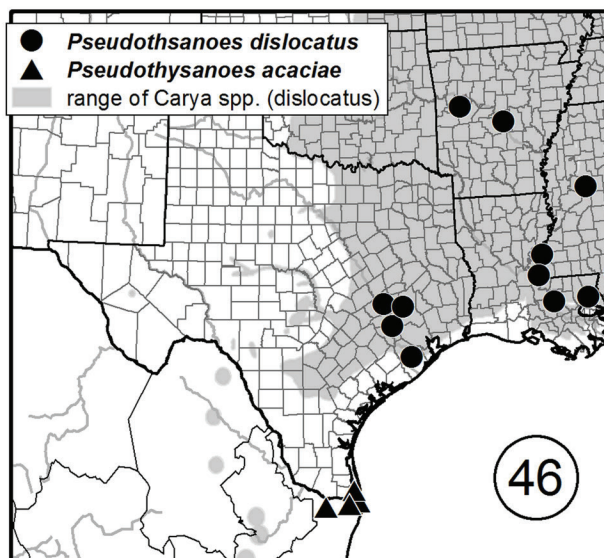 Pseudothsanoes dislocatus
Pseudothysanoes acaciae
range of Carya spp. (dislocatus)
46